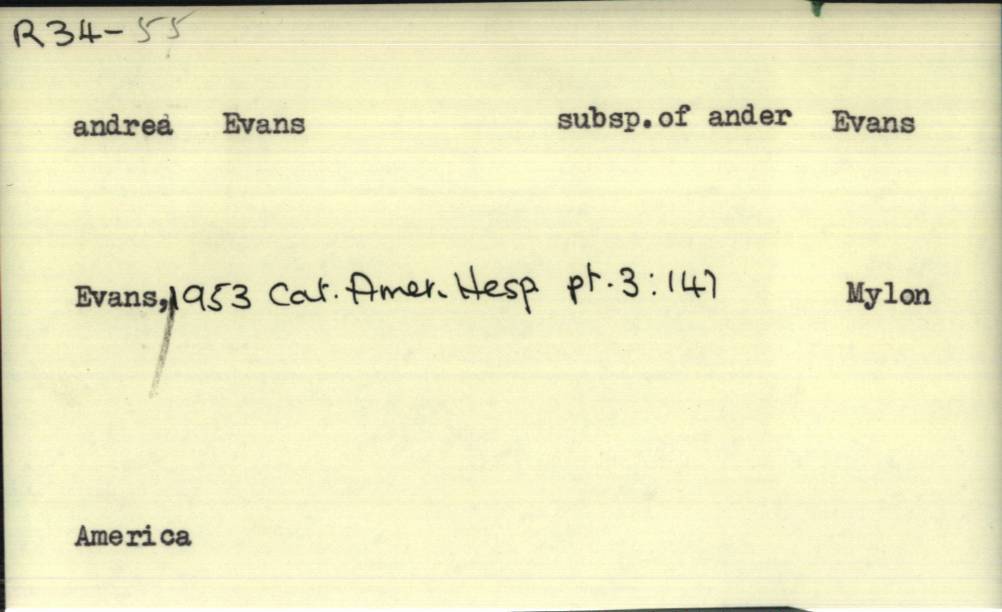 R34-55
andrea Evans subsp.of ander Evans
Evans, 1953 Cat. Amer. Hesp pt. 3:147 Mylon
America